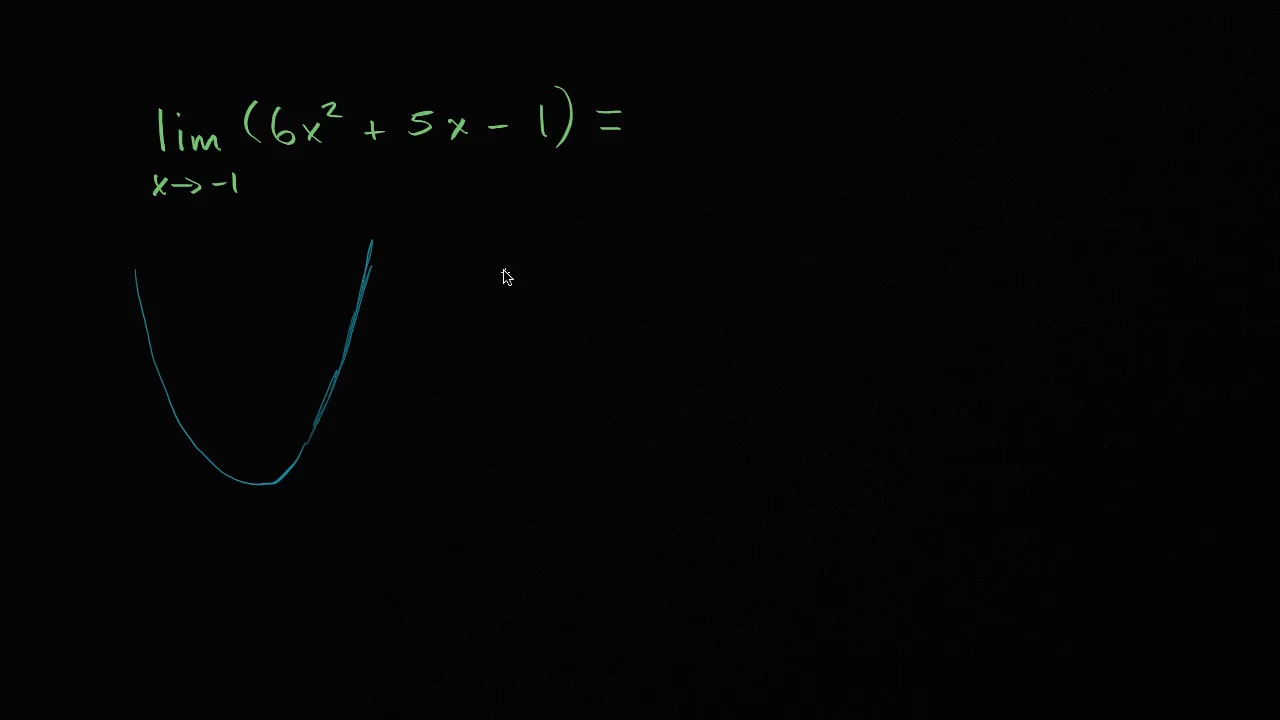 lim (6x² + 5x - 1) =
x → -1